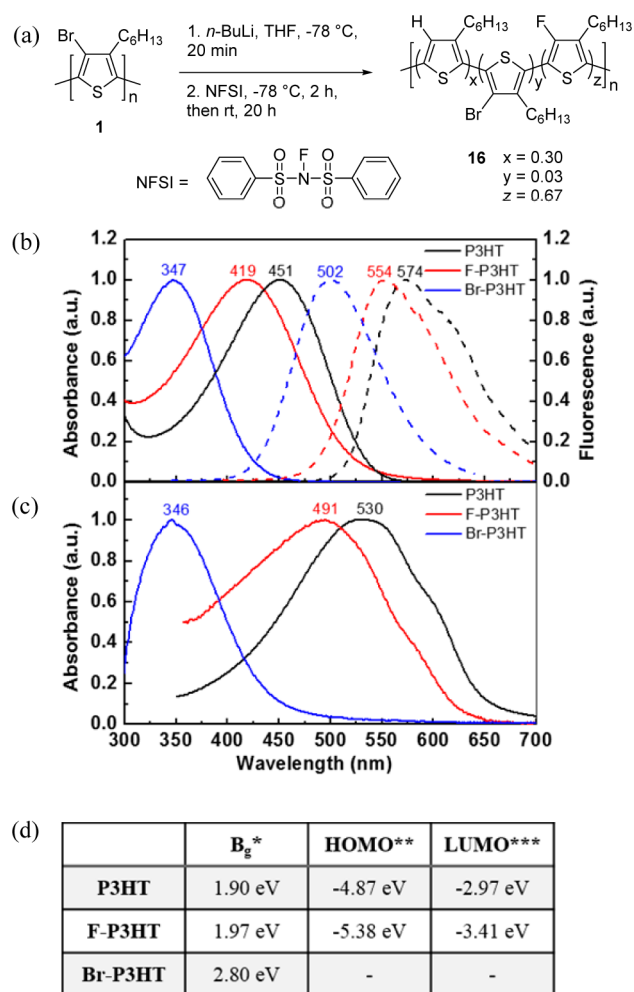 (a)
Br
C6H13
S
n
1
1. n-BuLi, THF, -78 °C,
20 min
2. NFSI, -78 °C, 2 h,
then rt, 20 h
H
C6H13
S
x
S
Br
C6H13
y
F
C6H13
S
z
n
16 x = 0.30
y = 0.03
z = 0.67
NFSI =
O F O
S N S
O O
(b)
1.2
1.0
0.8
0.6
0.4
0.2
0.0
Absorbance (a.u.)
347 419 451 502 554 574
P3HT
F-P3HT
Br-P3HT
1.2
1.0
0.8
0.6
0.4
0.2
0.0
Fluorescence (a.u.)
(c)
1.0
0.8
0.6
0.4
0.2
0.0
Absorbance (a.u.)
346 491 530
P3HT
F-P3HT
Br-P3HT
300 350 400 450 500 550 600 650 700
Wavelength (nm)
(d)
Bg* HOMO** LUMO***
P3HT 1.90 eV -4.87 eV -2.97 eV
F-P3HT 1.97 eV -5.38 eV -3.41 eV
Br-P3HT 2.80 eV - -